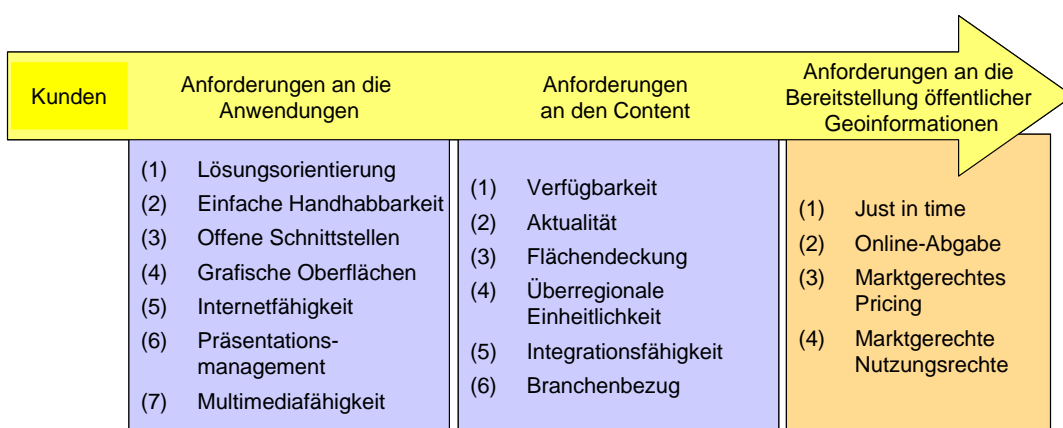 Kunden
Anforderungen an die
Anwendungen
Anforderungen
an den Content
Anforderungen an die
Bereitstellung öffentlicher
Geoinformationen
(1) Lösungsorientierung
(2) Einfache Handhabbarkeit
(3) Offene Schnittstellen
(4) Grafische Oberflächen
(5) Internetfähigkeit
(6) Präsentations-
management
(7) Multimediafähigkeit
(1) Verfügbarkeit
(2) Aktualität
(3) Flächendeckung
(4) Überregionale
Einheitlichkeit
(5) Integrationsfähigkeit
(6) Branchenbezug
(1) Just in time
(2) Online-Abgabe
(3) Marktgerechtes
Pricing
(4) Marktgerechte
Nutzungsrechte